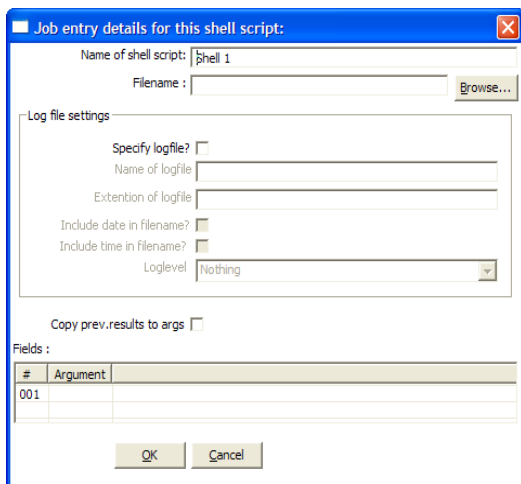 Job entry details for this shell script:
Name of shell script: Shell 1
Filename :
Browse...
Log file settings
Specify logfile?
Name of logfile
Extention of logfile
Include date in filename?
Include time in filename?
Loglevel Nothing
Copy prev.results to args
Fields :
# Argument
001
OK Cancel